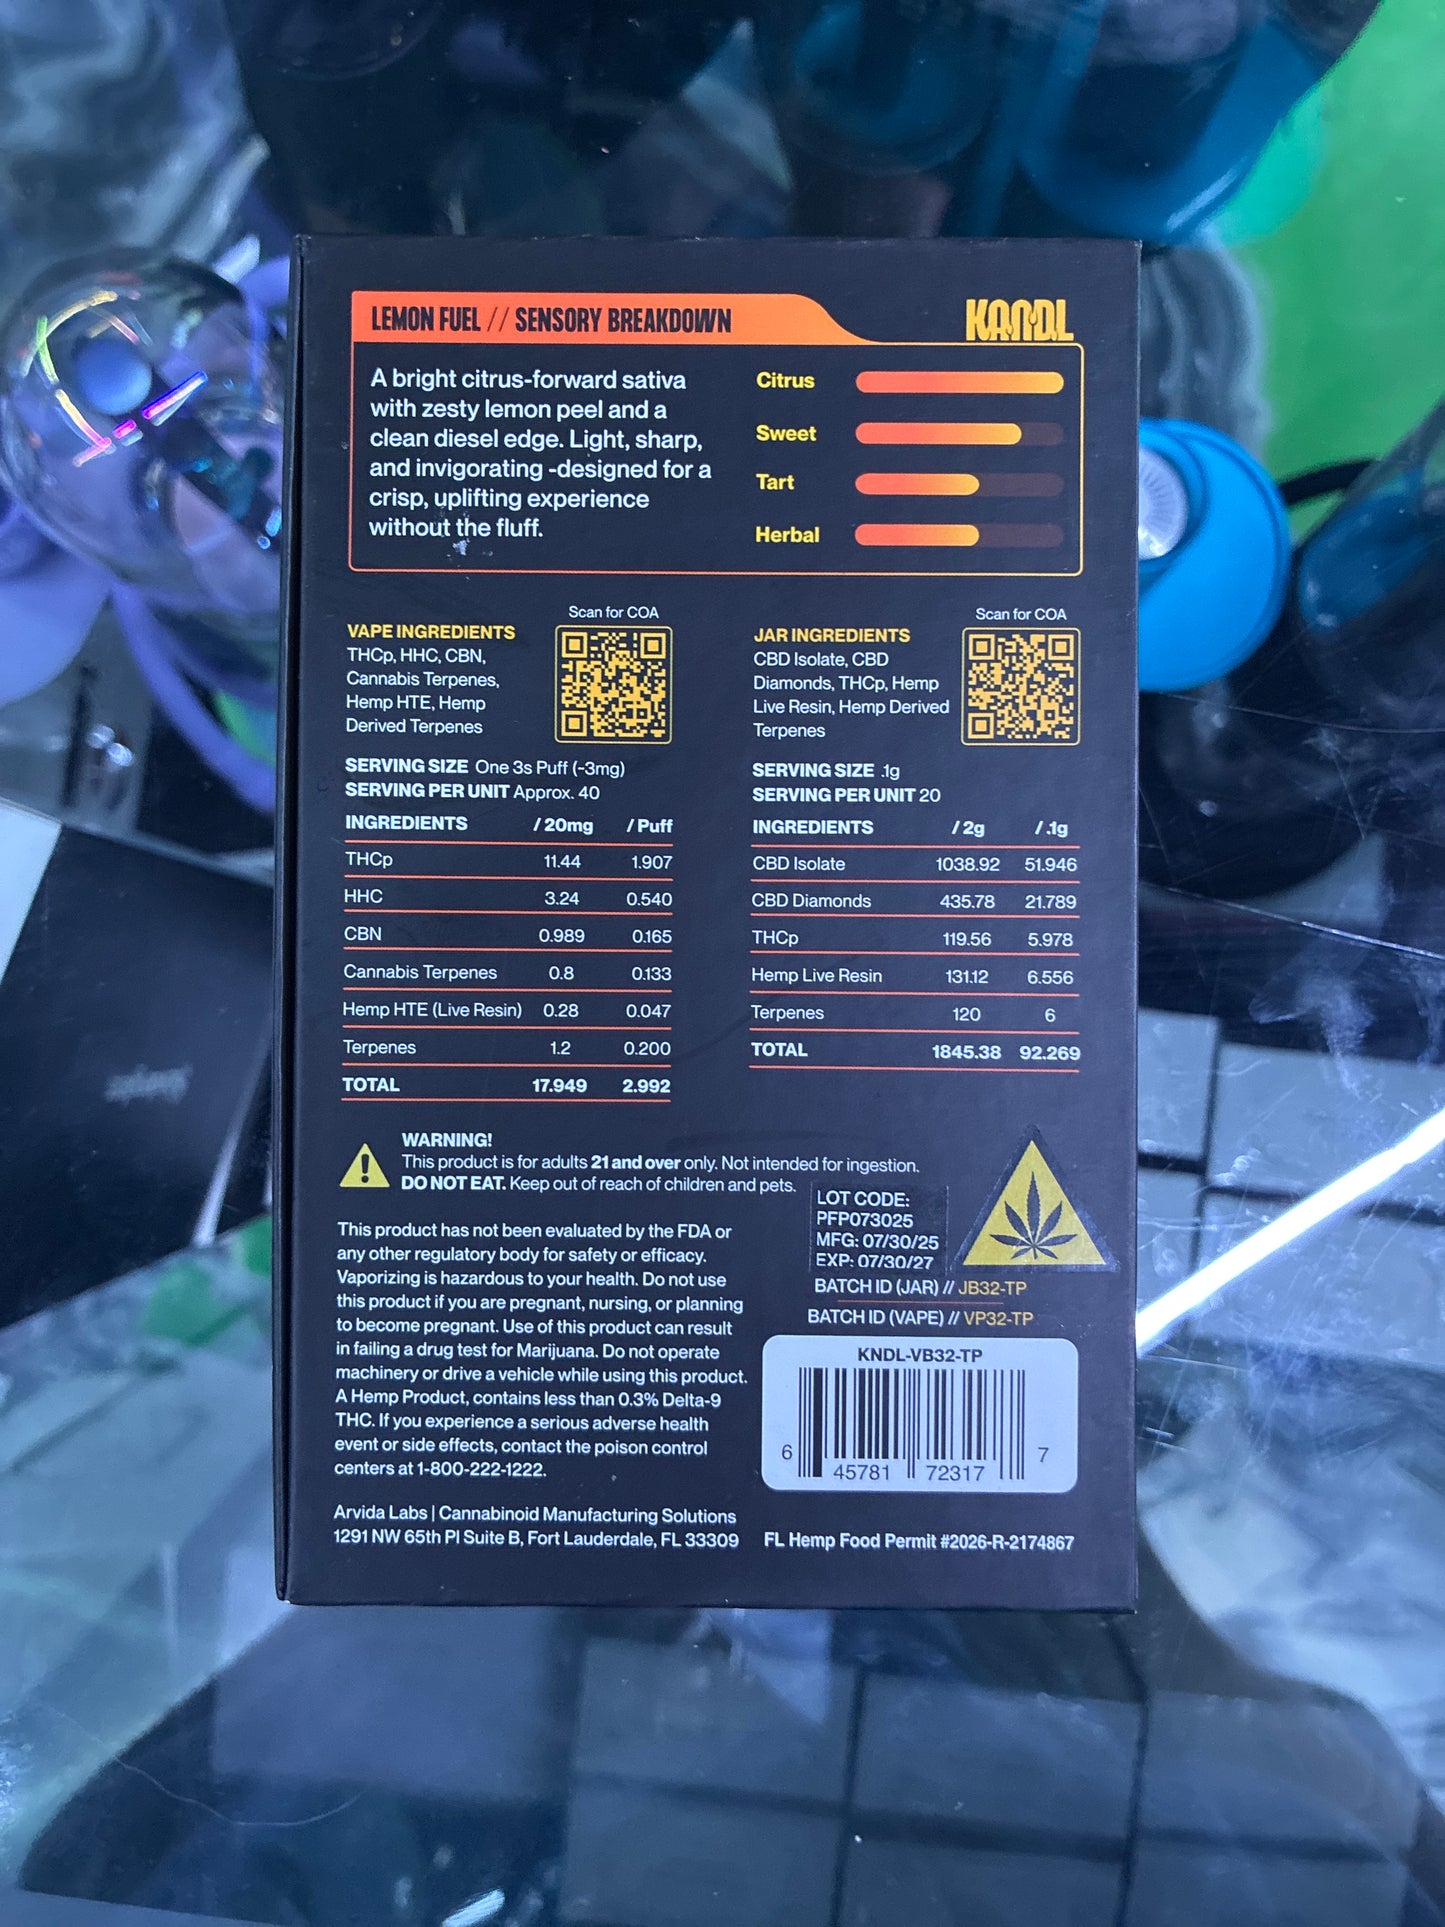 LEMON FUEL // SENSORY BREAKDOWN
KANDL
A bright citrus-forward sativa
with zesty lemon peel and a
clean diesel edge. Light, sharp,
and invigorating -designed for a
crisp, uplifting experience
without the fluff.
Citrus
Sweet
Tart
Herbal
Scan for COA
VAPE INGREDIENTS
THCp, HHC, CBN,
Cannabis Terpenes,
Hemp HTE, Hemp
Derived Terpenes
SERVING SIZE One 3s Puff (~3mg)
SERVING PER UNIT Approx. 40
INGREDIENTS / 20mg / Puff
THCp 11.44 1.907
HHC 3.24 0.540
CBN 0.989 0.165
Cannabis Terpenes 0.8 0.133
Hemp HTE (Live Resin) 0.28 0.047
Terpenes 1.2 0.200
TOTAL 17.949 2.992
Scan for COA
JAR INGREDIENTS
CBD Isolate, CBD
Diamonds, THCp, Hemp
Live Resin, Hemp Derived
Terpenes
SERVING SIZE .1g
SERVING PER UNIT 20
INGREDIENTS / 2g / .1g
CBD Isolate 1038.92 51.946
CBD Diamonds 435.78 21.789
THCp 119.56 5.978
Hemp Live Resin 131.12 6.556
Terpenes 120 6
TOTAL 1845.38 92.269
WARNING!
This product is for adults 21 and over only. Not intended for ingestion.
DO NOT EAT. Keep out of reach of children and pets.
This product has not been evaluated by the FDA or
any other regulatory body for safety or efficacy.
Vaporizing is hazardous to your health. Do not use
this product if you are pregnant, nursing, or planning
to become pregnant. Use of this product can result
in failing a drug test for Marijuana. Do not operate
machinery or drive a vehicle while using this product.
A Hemp Product, contains less than 0.3% Delta-9
THC. If you experience a serious adverse health
event or side effects, contact the poison control
centers at 1-800-222-1222.
LOT CODE:
PFP073025
MFG: 07/30/25
EXP: 07/30/27
BATCH ID (JAR) // JB32-TP
BATCH ID (VAPE) // VP32-TP
KNDL-VB32-TP
6 45781 72317 7
Arvida Labs | Cannabinoid Manufacturing Solutions
1291 NW 65th Pl Suite B, Fort Lauderdale, FL 33309
FL Hemp Food Permit #2026-R-2174867